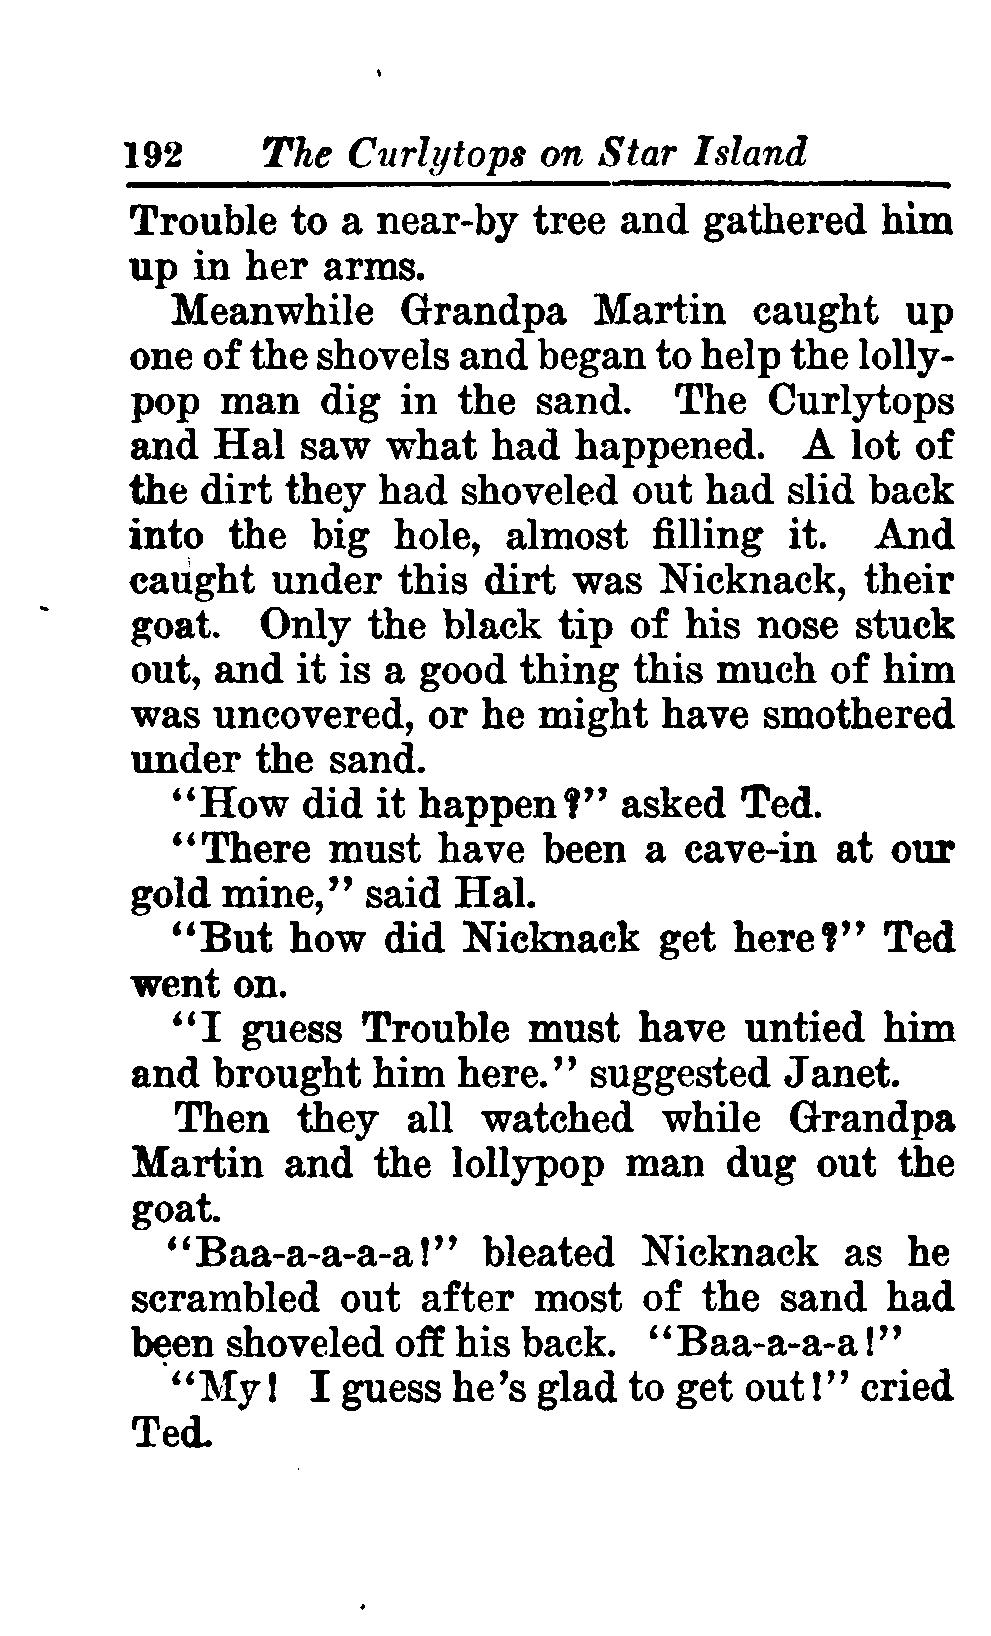 192 The Curlytops on Star Island
Trouble to a near-by tree and gathered him
up in her arms.
Meanwhile Grandpa Martin caught up
one of the shovels and began to help the lolly-
pop man dig in the sand. The Curlytops
and Hal saw what had happened. A lot of
the dirt they had shoveled out had slid back
into the big hole, almost filling it. And
caught under this dirt was Nicknack, their
goat. Only the black tip of his nose stuck
out, and it is a good thing this much of him
was uncovered, or he might have smothered
under the sand.
“How did it happen?” asked Ted.
“There must have been a cave-in at our
gold mine,” said Hal.
“But how did Nicknack get here?” Ted
went on.
“I guess Trouble must have untied him
and brought him here.” suggested Janet.
Then they all watched while Grandpa
Martin and the lollypop man dug out the
goat.
“Baa-a-a-a-a!” bleated Nicknack as he
scrambled out after most of the sand had
been shoveled off his back. “Baa-a-a-a!”
“My! I guess he’s glad to get out!” cried
Ted.